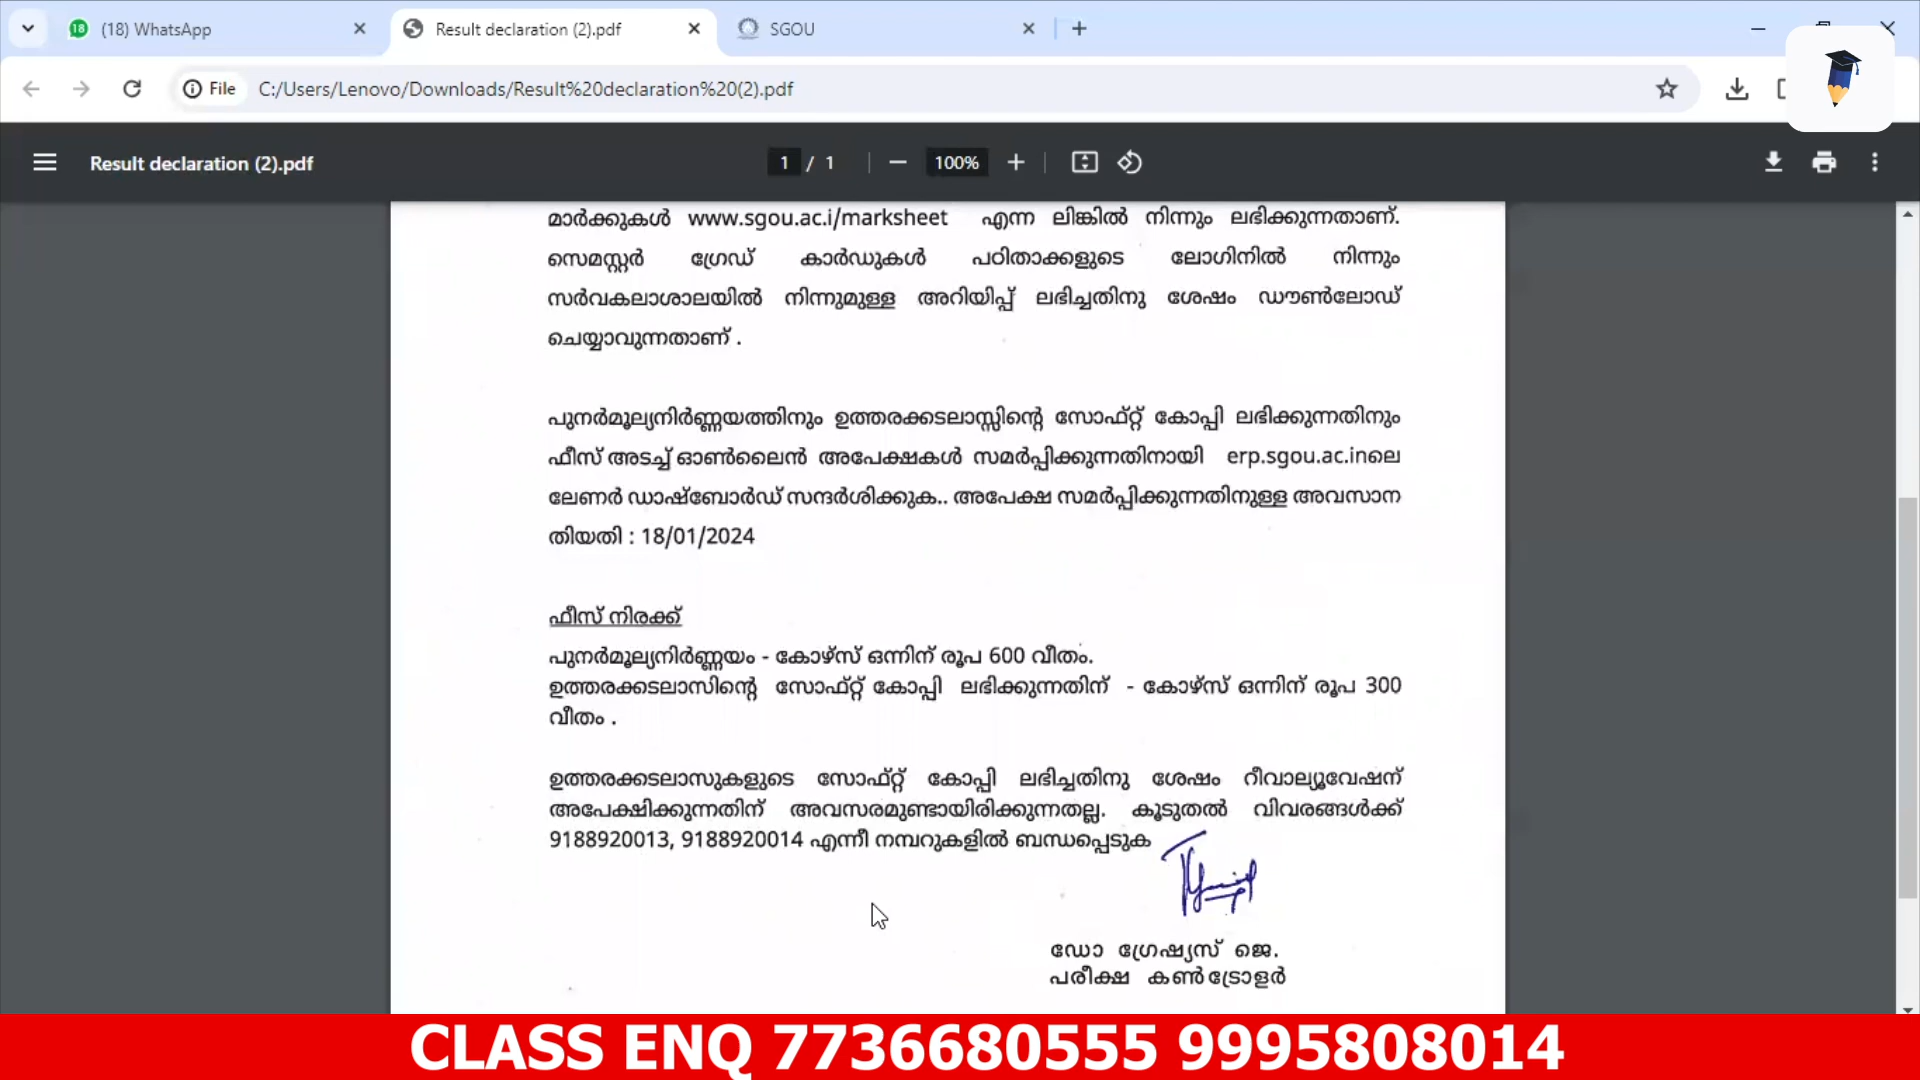 (18) WhatsApp
Result declaration (2).pdf
SGOU
File
C:/Users/Lenovo/Downloads/Result%20declaration%20(2).pdf
Result declaration (2).pdf
1 / 1
100%
മാർക്കുകൾ www.sgou.ac.i/marksheet എന്ന ലിങ്കിൽ നിന്നും ലഭിക്കുന്നതാണ്.
സെമസ്റ്റർ ഗ്രേഡ് കാർഡുകൾ പഠിതാക്കളുടെ ലോഗിനിൽ നിന്നും
സർവകലാശാലയിൽ നിന്നുമുള്ള അറിയിപ്പ് ലഭിച്ചതിനു ശേഷം ഡൗൺലോഡ്
ചെയ്യാവുന്നതാണ് .
പുനർമൂല്യനിർണ്ണയത്തിനും ഉത്തരക്കടലാസ്സിന്റെ സോഫ്റ്റ് കോപ്പി ലഭിക്കുന്നതിനും
ഫീസ് അടച്ച് ഓൺലൈൻ അപേക്ഷകൾ സമർപ്പിക്കുന്നതിനായി erp.sgou.ac.inലെ
ലേണർ ഡാഷ്ബോർഡ് സന്ദർശിക്കുക.. അപേക്ഷ സമർപ്പിക്കുന്നതിനുള്ള അവസാന
തിയതി : 18/01/2024
ഫീസ് നിരക്ക്
പുനർമൂല്യനിർണ്ണയം - കോഴ്സ് ഒന്നിന് രൂപ 600 വീതം.
ഉത്തരക്കടലാസിന്റെ സോഫ്റ്റ് കോപ്പി ലഭിക്കുന്നതിന് - കോഴ്സ് ഒന്നിന് രൂപ 300
വീതം .
ഉത്തരക്കടലാസുകളുടെ സോഫ്റ്റ് കോപ്പി ലഭിച്ചതിനു ശേഷം റീവാല്യൂവേഷന്
അപേക്ഷിക്കുന്നതിന് അവസരമുണ്ടായിരിക്കുന്നതല്ല. കൂടുതൽ വിവരങ്ങൾക്ക്
9188920013, 9188920014 എന്നീ നമ്പറുകളിൽ ബന്ധപ്പെടുക
ഡോ ഗ്രേഷ്യസ് ജെ.
പരീക്ഷ കൺട്രോളർ
CLASS ENQ 7736680555 9995808014